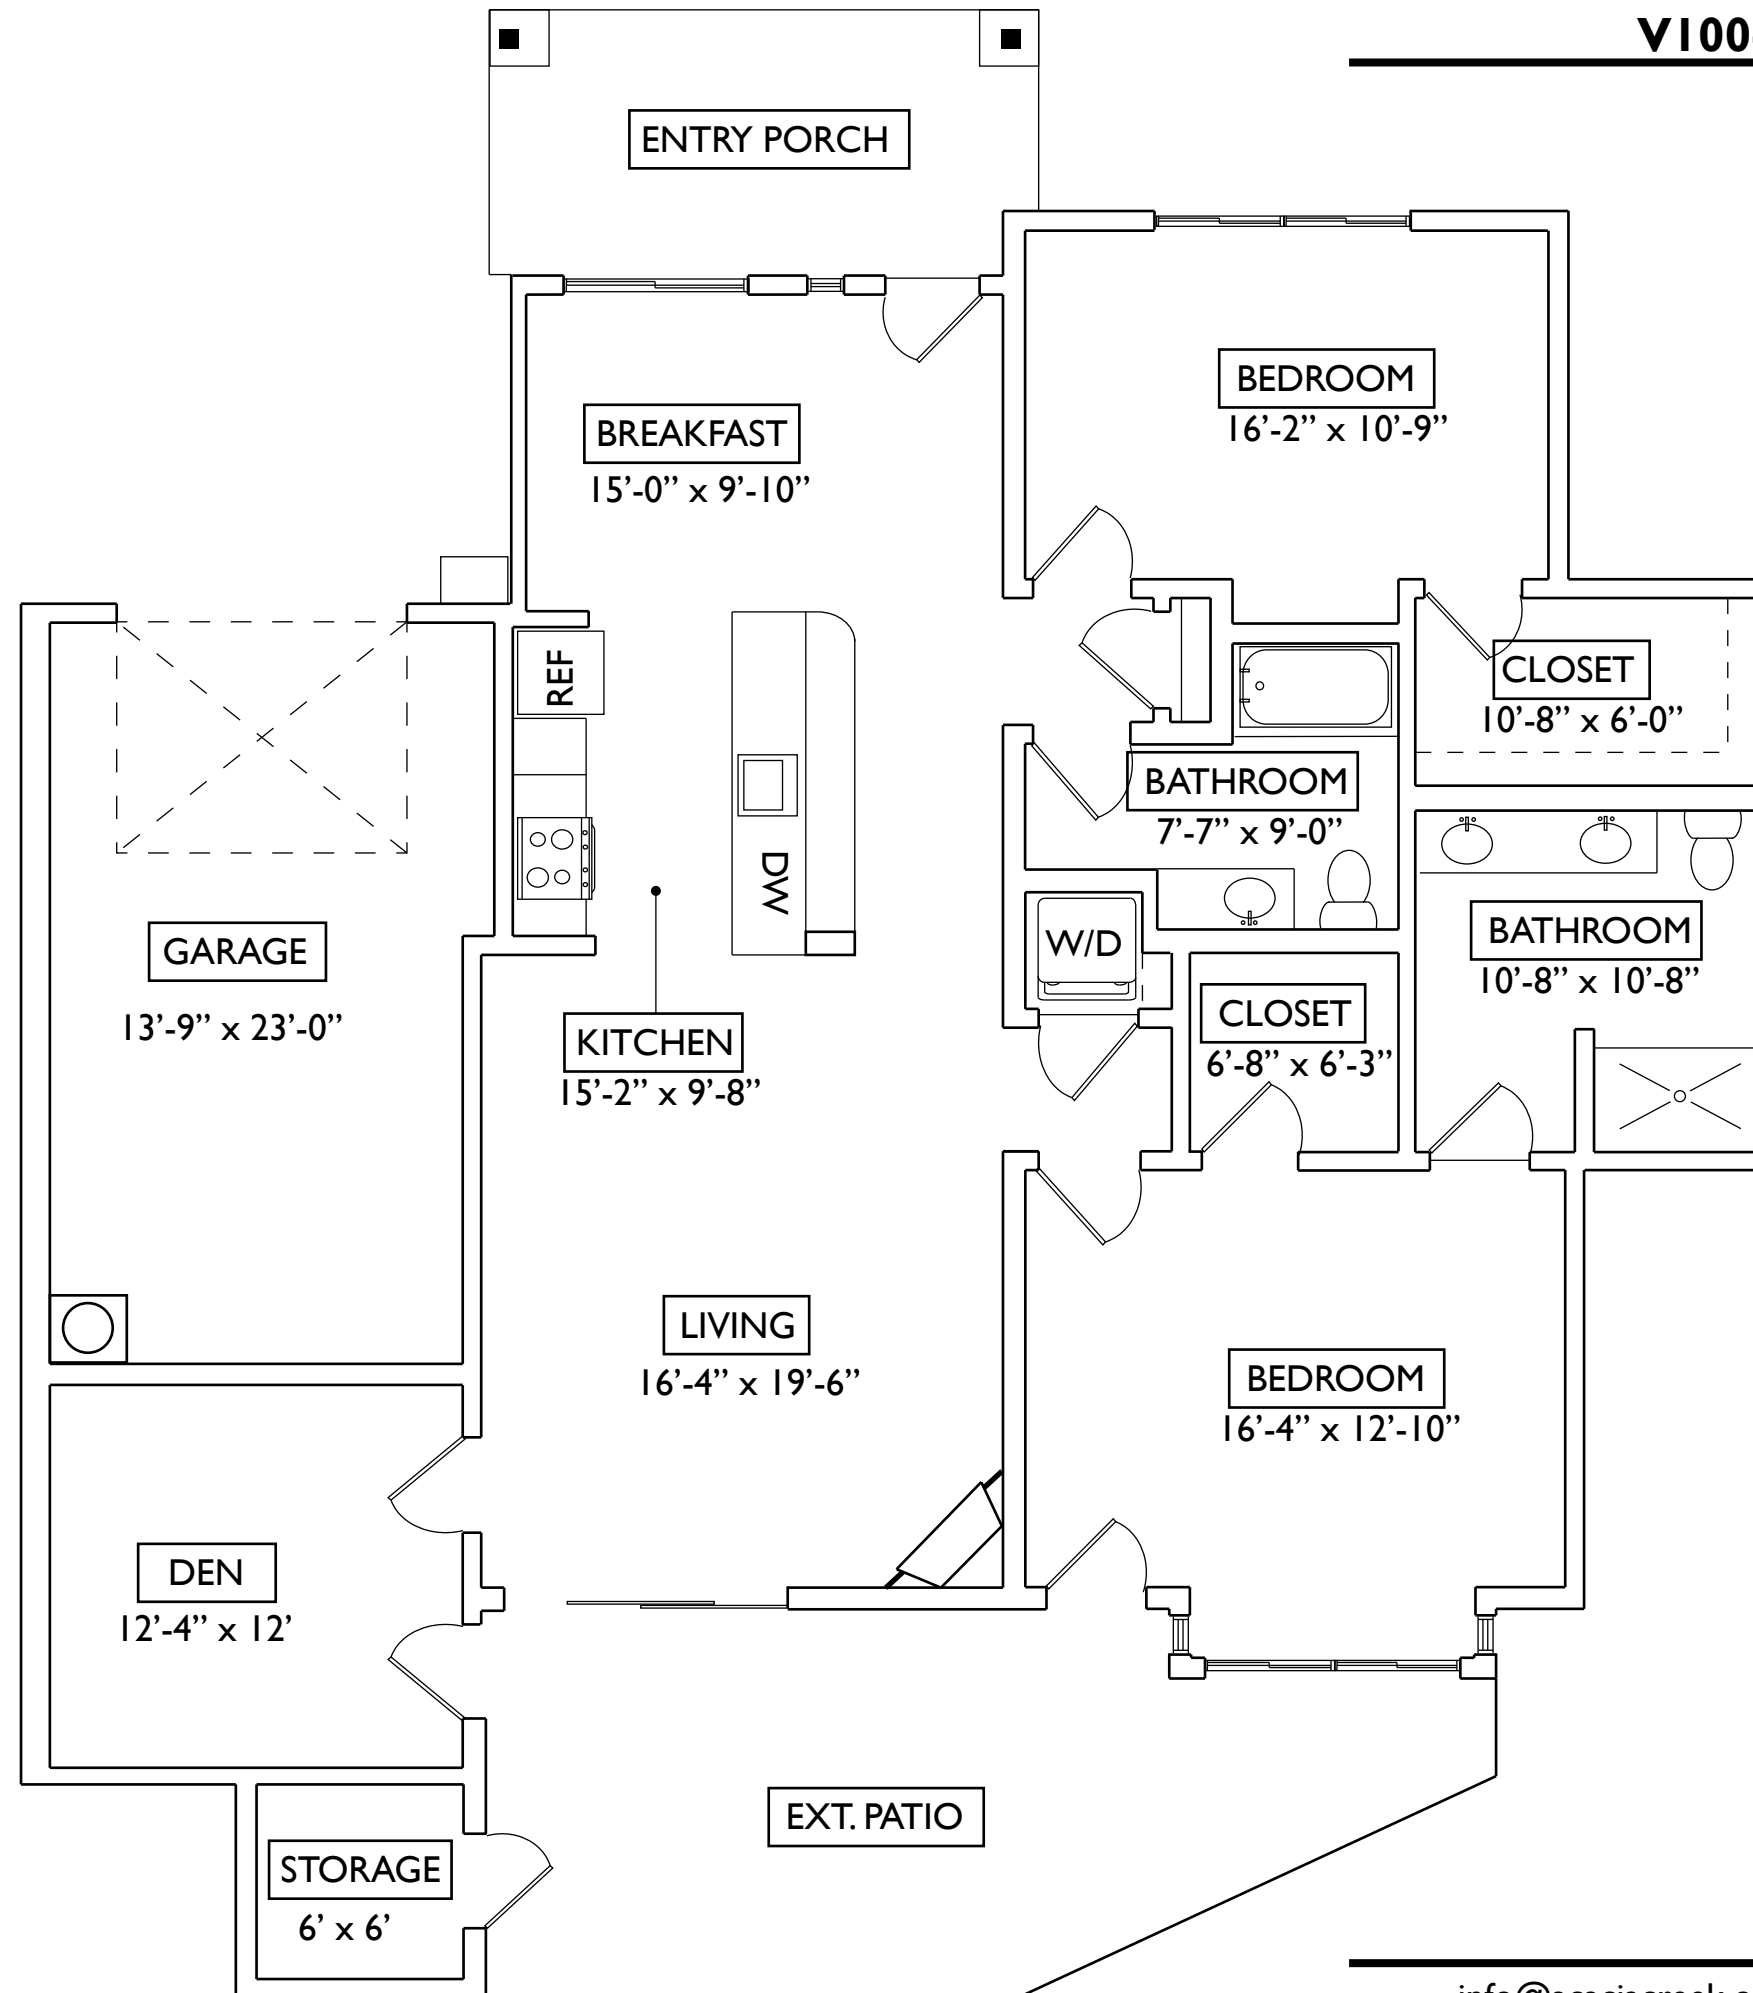 ENTRY PORCH
BEDROOM
16’-2” x 10’-9”
BREAKFAST
15’-0” x 9’-10”
REF
CLOSET
10’-8” x 6’-0”
BATHROOM
7’-7” x 9’-0”
DW
GARAGE
13’-9” x 23’-0”
W/D
BATHROOM
10’-8” x 10’-8”
CLOSET
6’-8” x 6’-3”
KITCHEN
15’-2” x 9’-8”
LIVING
16’-4” x 19’-6”
BEDROOM
16’-4” x 12’-10”
DEN
12’-4” x 12’
EXT. PATIO
STORAGE
6’ x 6’